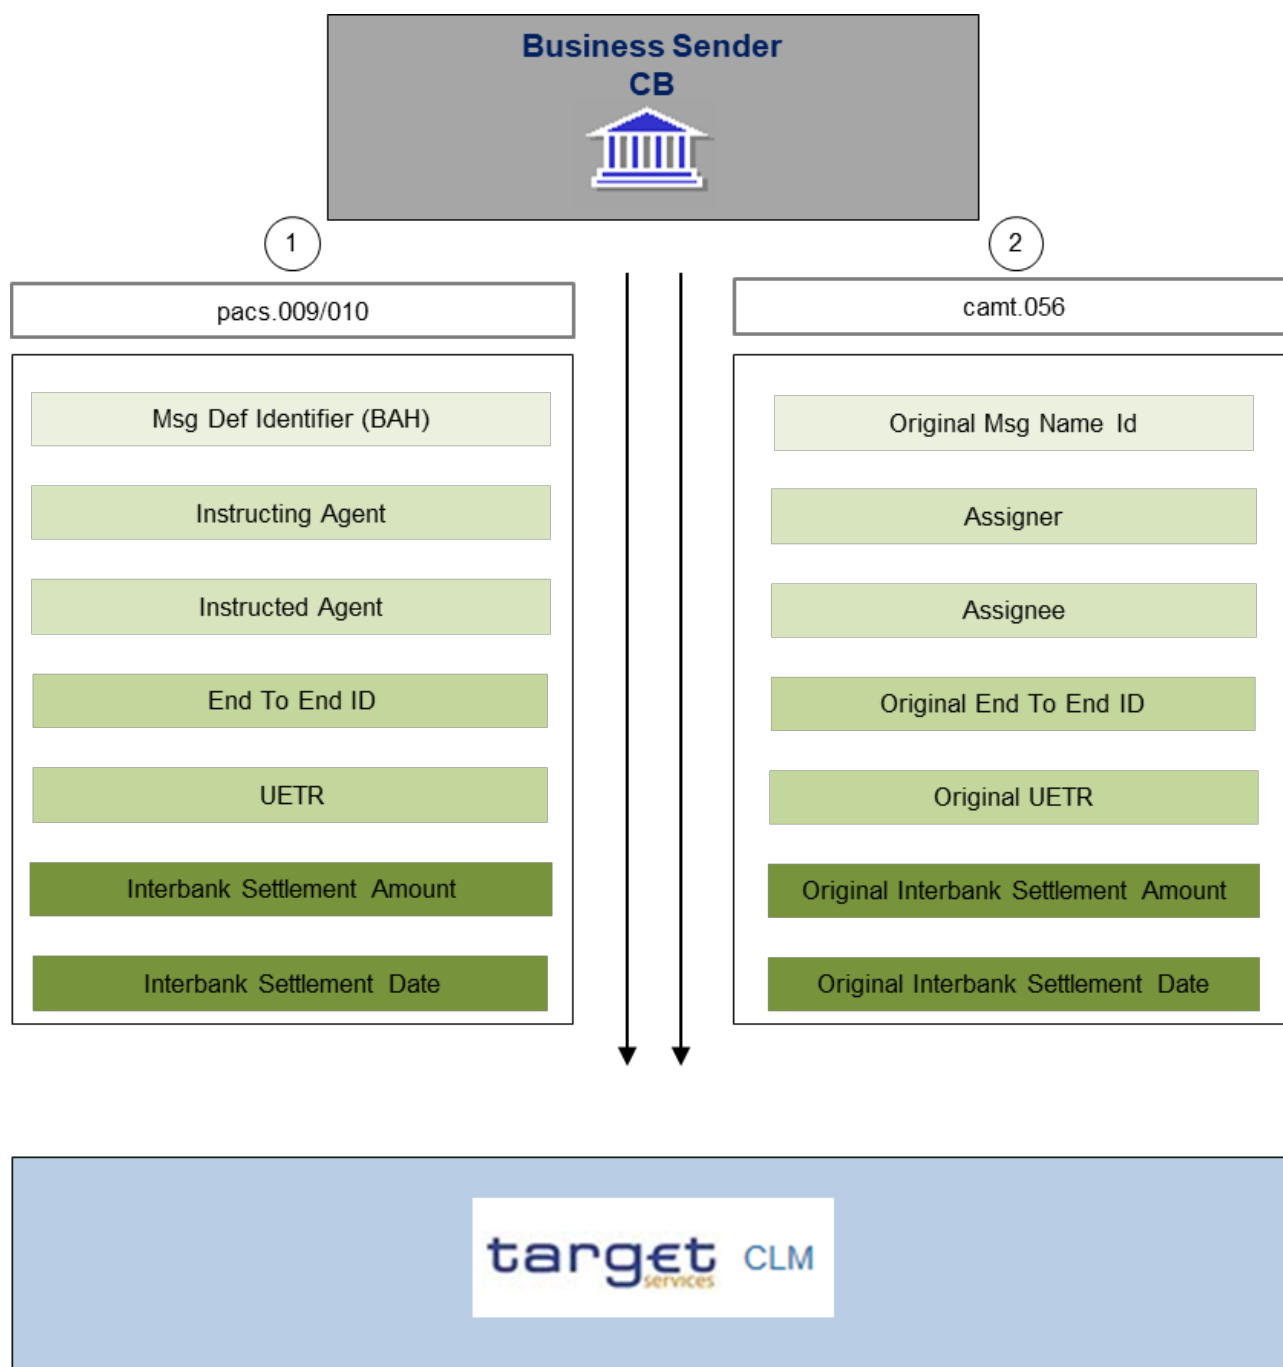 Business Sender
CB
1
2
pacs.009/010
camt.056
Msg Def Identifier (BAH)
Original Msg Name Id
Instructing Agent
Assigner
Instructed Agent
Assignee
End To End ID
Original End To End ID
UETR
Original UETR
Interbank Settlement Amount
Original Interbank Settlement Amount
Interbank Settlement Date
Original Interbank Settlement Date
target CLM
services